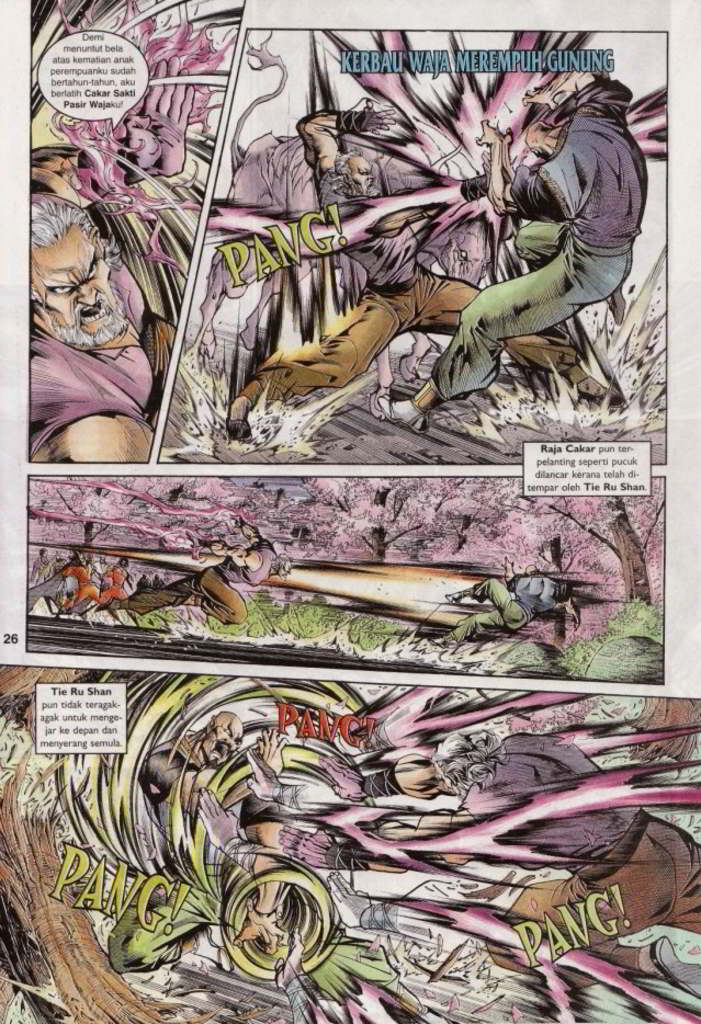 Demi
menuntut bela
atas kematian anak
perempuanku sudah
bertahun-tahun, aku
berlatih Cakar Sakti
Pasir Wajaku!
KERBAU WAJA MEREMPUH GUNUNG
PANG!
Raja Cakar pun ter-
pelanting seperti pucuk
dilancar kerana telah di-
tempar oleh Tie Ru Shan.
26
Tie Ru Shan
pun tidak teragak-
agak untuk menge-
jar ke depan dan
menyerang semula.
PANG!
PANG!
PANG!